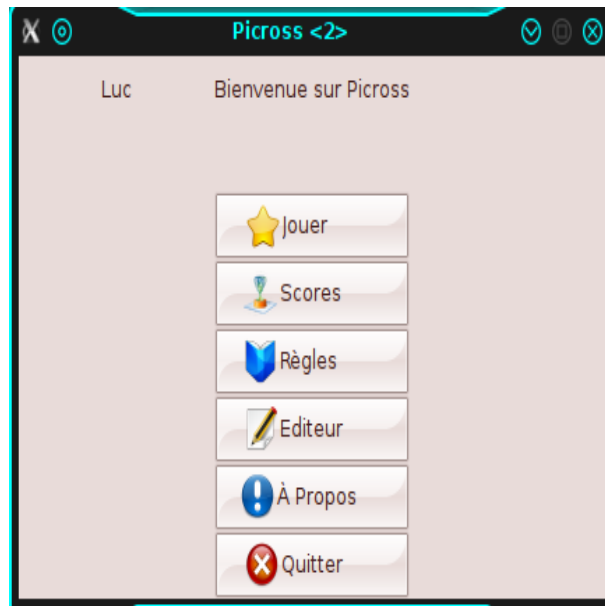 Picross <2>
Luc Bienvenue sur Picross
Jouer
Scores
Règles
Editeur
À Propos
Quitter